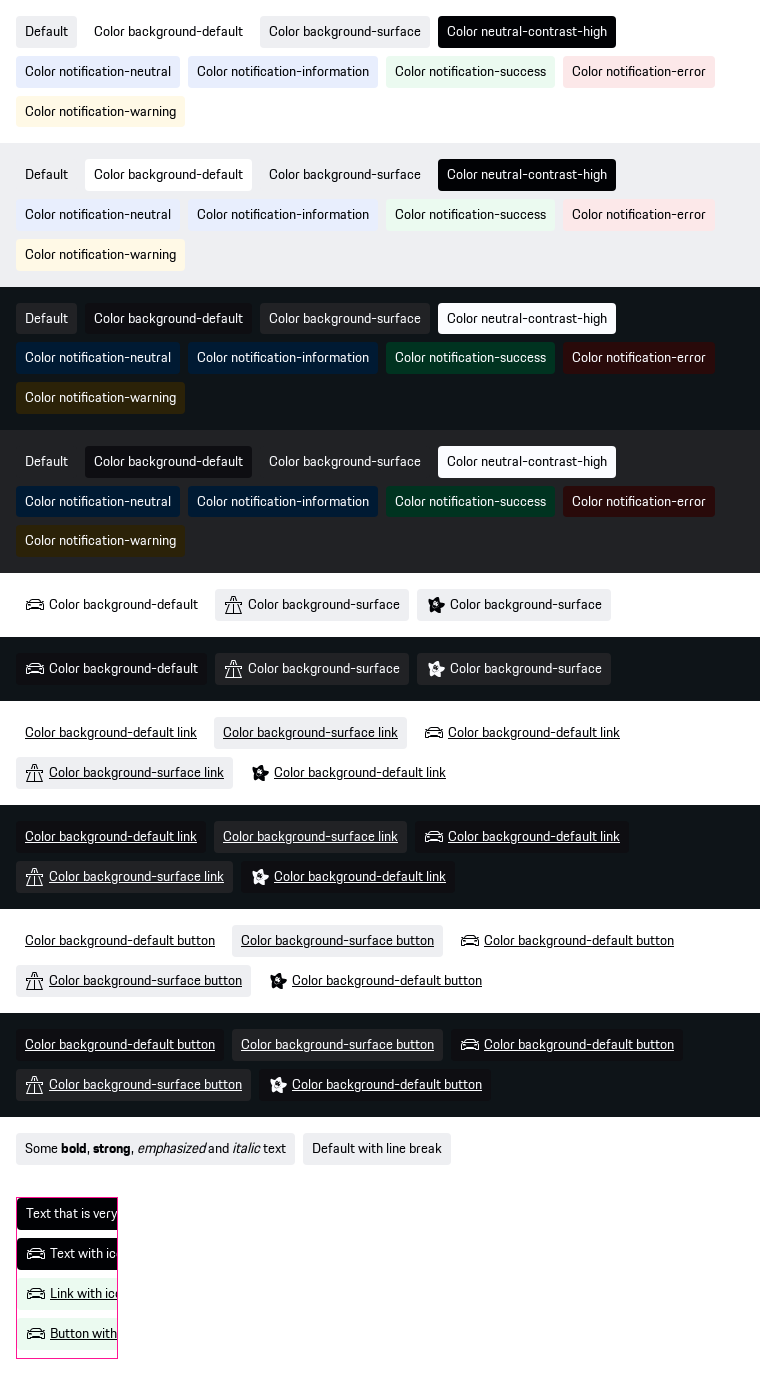 Default Color background-default Color background-surface Color neutral-contrast-high
Color notification-neutral Color notification-information Color notification-success Color notification-error
Color notification-warning
Default Color background-default Color background-surface Color neutral-contrast-high
Color notification-neutral Color notification-information Color notification-success Color notification-error
Color notification-warning
Default Color background-default Color background-surface Color neutral-contrast-high
Color notification-neutral Color notification-information Color notification-success Color notification-error
Color notification-warning
Default Color background-default Color background-surface Color neutral-contrast-high
Color notification-neutral Color notification-information Color notification-success Color notification-error
Color notification-warning
Color background-default Color background-surface Color background-surface
Color background-default Color background-surface Color background-surface
Color background-default link Color background-surface link Color background-default link
Color background-surface link Color background-default link
Color background-default link Color background-surface link Color background-default link
Color background-surface link Color background-default link
Color background-default button Color background-surface button Color background-default button
Color background-surface button Color background-default button
Color background-default button Color background-surface button Color background-default button
Color background-surface button Color background-default button
Some bold, strong, emphasized and italic text Default with line break
Text that is very
Text with
Link with
Button with